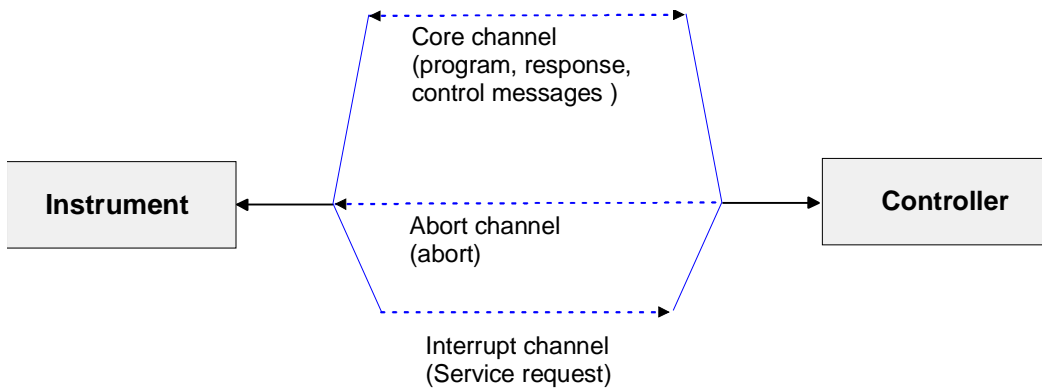 Core channel
(program, response,
control messages )
Instrument
Controller
Abort channel
(abort)
Interrupt channel
(Service request)